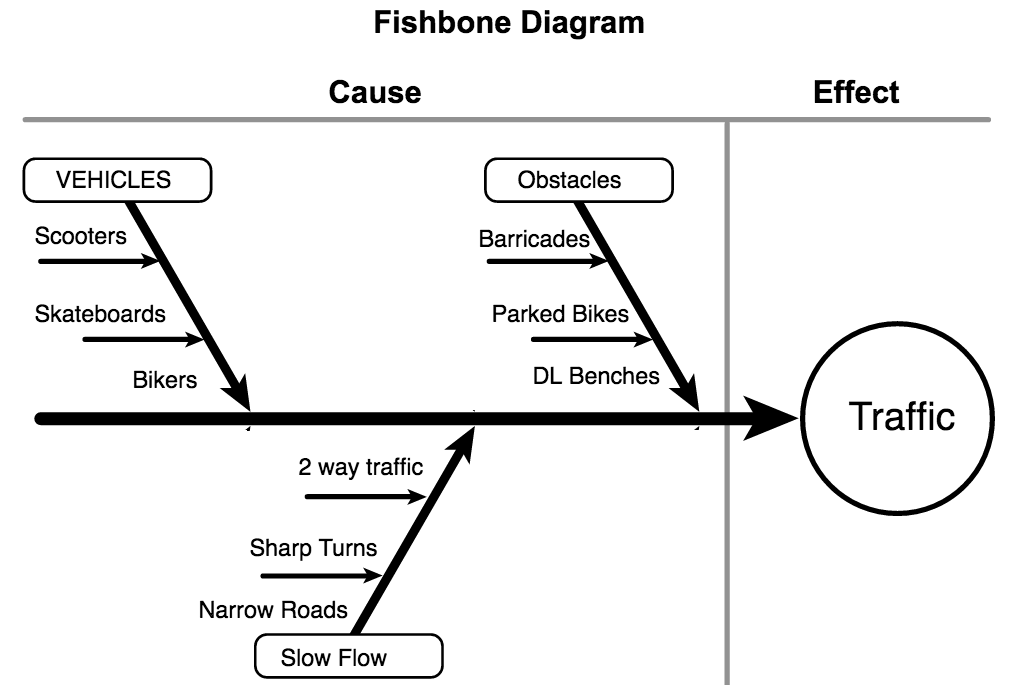 Fishbone Diagram
Cause
Effect
VEHICLES
Scooters
Skateboards
Bikers
Obstacles
Barricades
Parked Bikes
DL Benches
Traffic
2 way traffic
Sharp Turns
Narrow Roads
Slow Flow